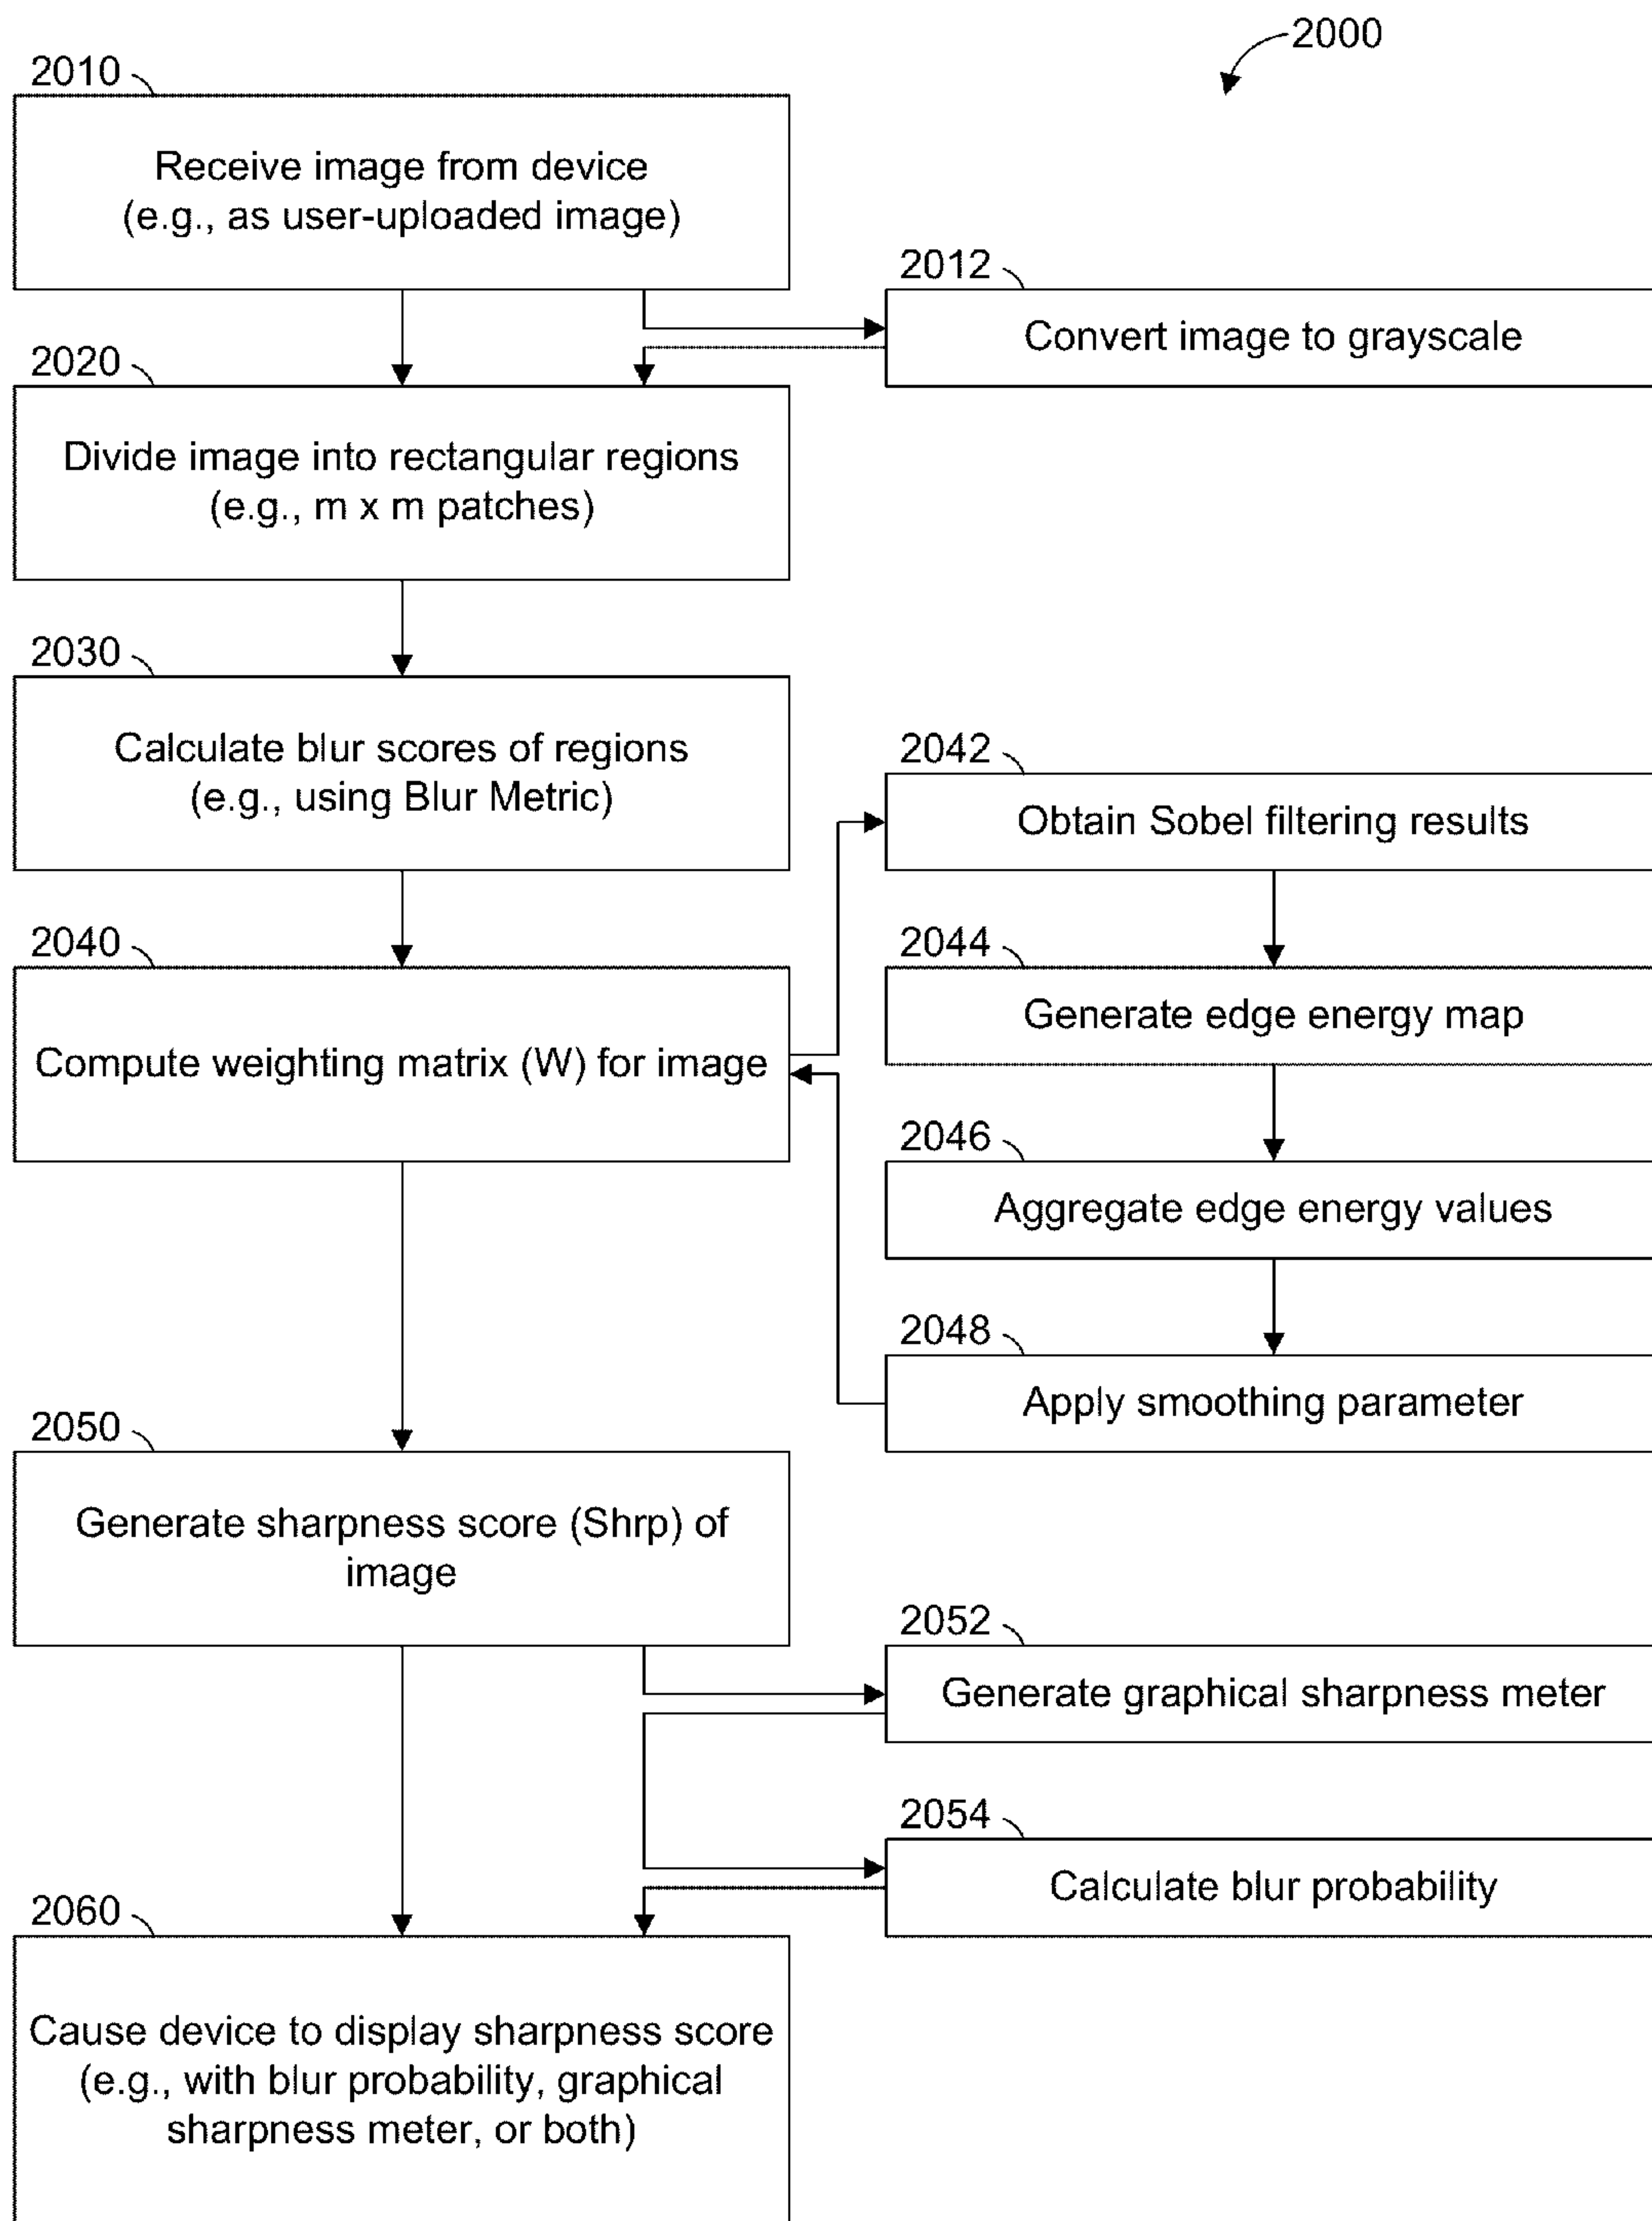 2000
2010
Receive image from device
(e.g., as user-uploaded image)
2012
Convert image to grayscale
2020
Divide image into rectangular regions
(e.g., m x m patches)
2030
Calculate blur scores of regions
(e.g., using Blur Metric)
2042
Obtain Sobel filtering results
2040
Compute weighting matrix (W) for image
2044
Generate edge energy map
2046
Aggregate edge energy values
2048
Apply smoothing parameter
2050
Generate sharpness score (Shrp) of
image
2052
Generate graphical sharpness meter
2054
Calculate blur probability
2060
Cause device to display sharpness score
(e.g., with blur probability, graphical
sharpness meter, or both)